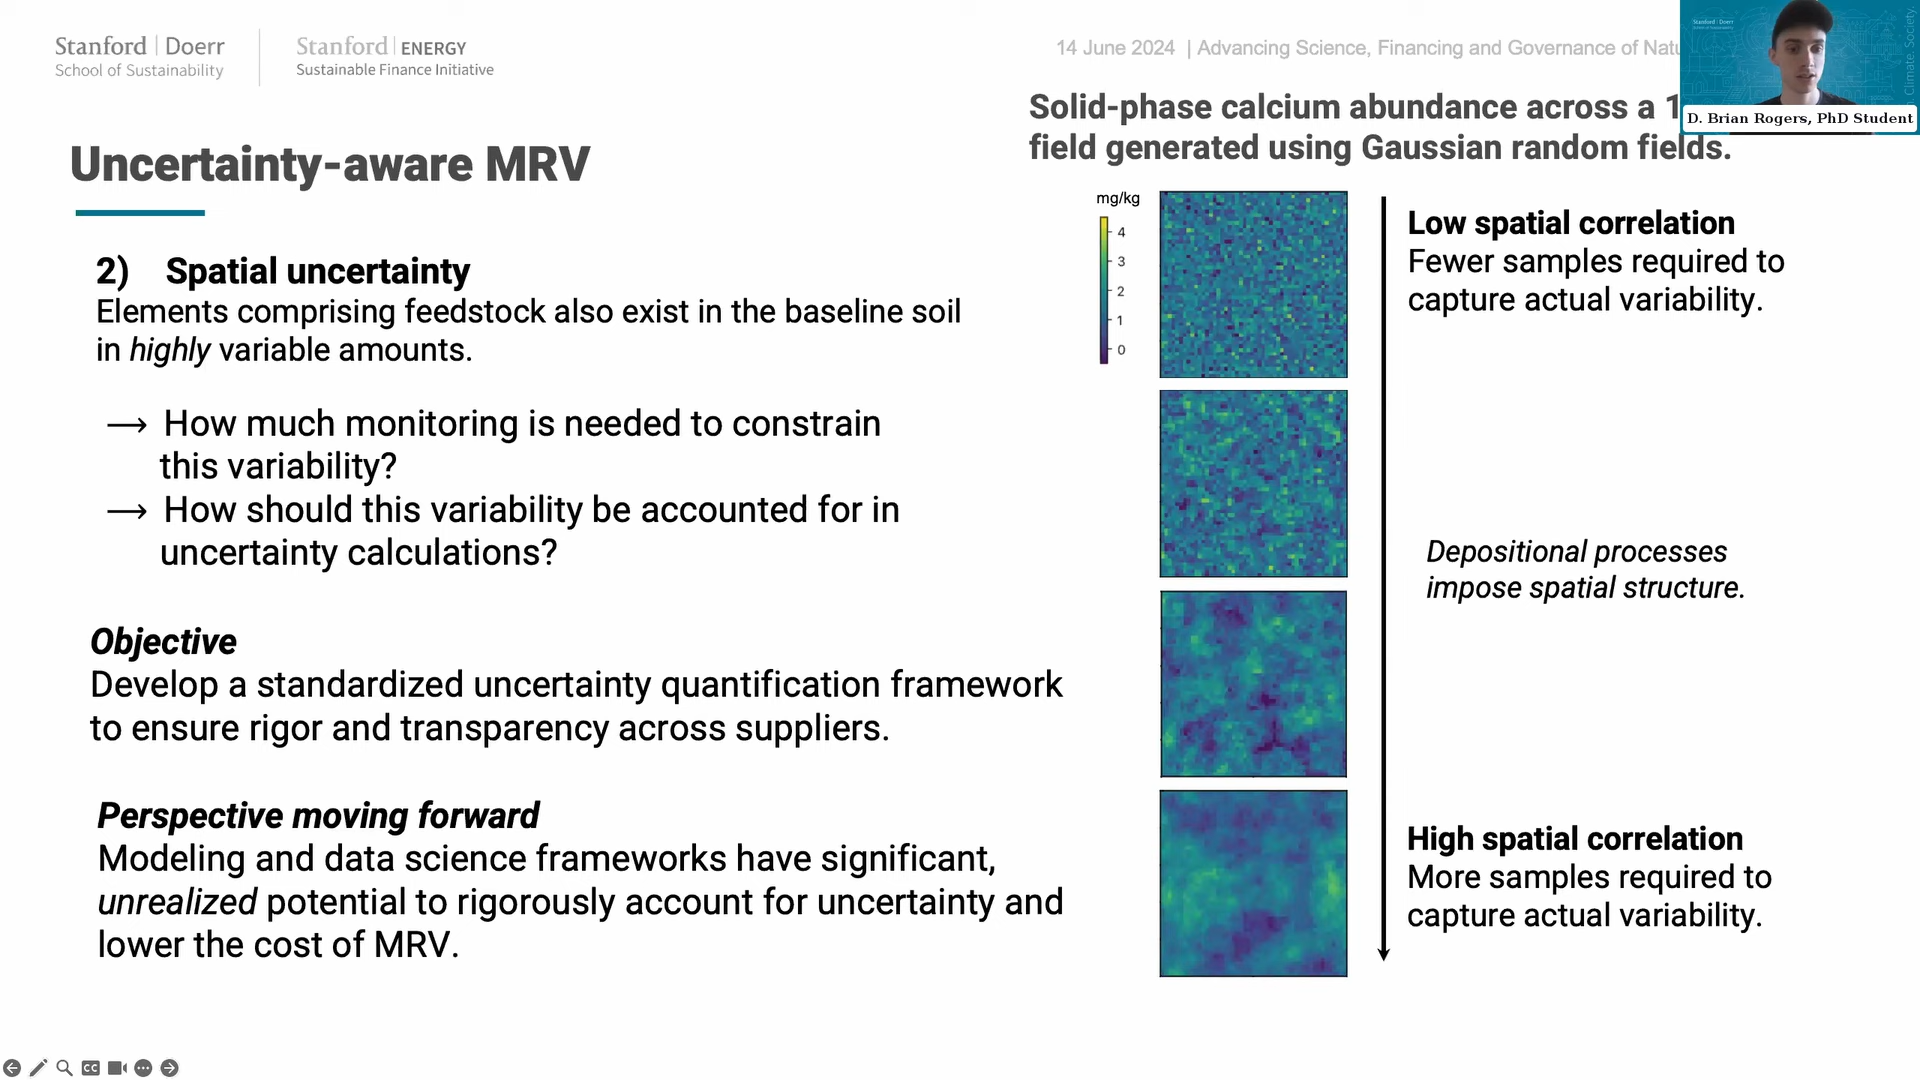 Stanford | Doerr
School of Sustainability
Stanford | ENERGY
Sustainable Finance Initiative
14 June 2024 | Advancing Science, Financing and Governance of
Stanford | Doerr
Climate. Society.
D. Brian Rogers, PhD Student
Uncertainty-aware MRV
2) Spatial uncertainty
Elements comprising feedstock also exist in the baseline soil
in highly variable amounts.
⟶ How much monitoring is needed to constrain
this variability?
⟶ How should this variability be accounted for in
uncertainty calculations?
Objective
Develop a standardized uncertainty quantification framework
to ensure rigor and transparency across suppliers.
Perspective moving forward
Modeling and data science frameworks have significant,
unrealized potential to rigorously account for uncertainty and
lower the cost of MRV.
Solid-phase calcium abundance across a
field generated using Gaussian random fields.
mg/kg
4
3
2
1
0
Low spatial correlation
Fewer samples required to
capture actual variability.
Depositional processes
impose spatial structure.
High spatial correlation
More samples required to
capture actual variability.
CC